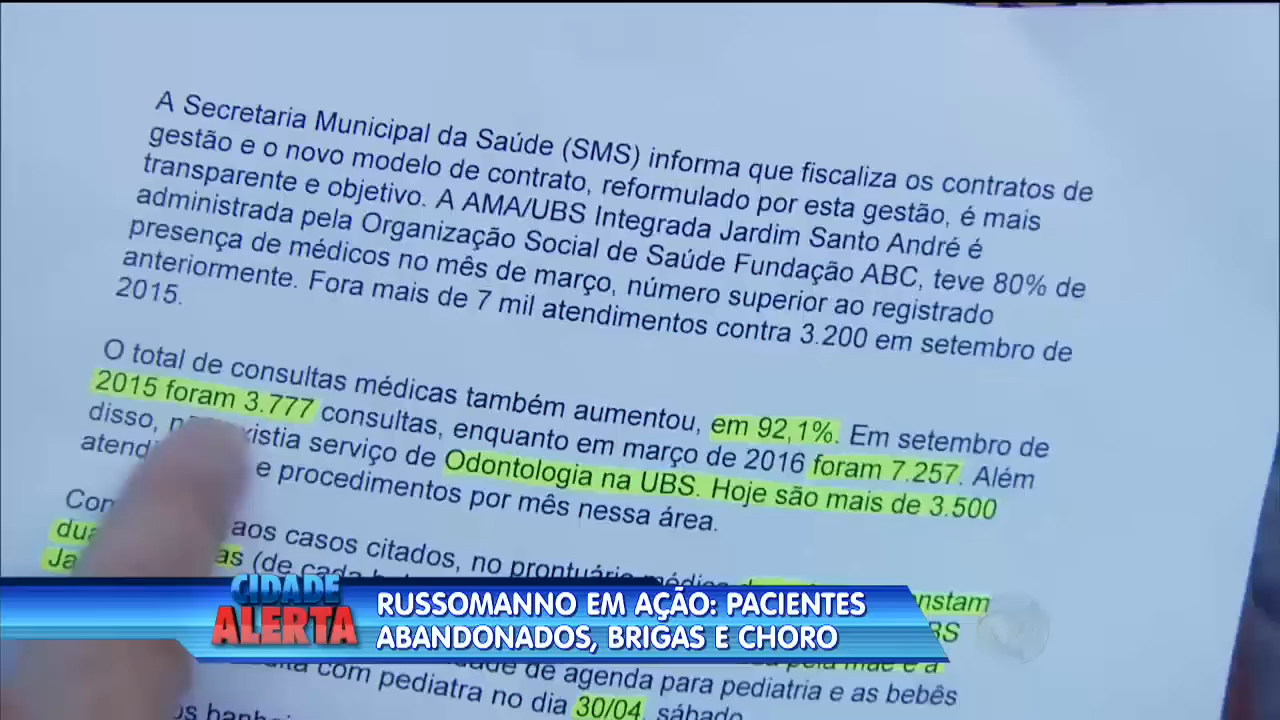 A Secretaria Municipal da Saúde (SMS) informa que fiscaliza os contratos de
gestão e o novo modelo de contrato, reformulado por esta gestão, é mais
transparente e objetivo. A AMA/UBS Integrada Jardim Santo André é
administrada pela Organização Social de Saúde Fundação ABC, teve 80% de
presença de médicos no mês de março, número superior ao registrado
anteriormente. Fora mais de 7 mil atendimentos contra 3.200 em setembro de
2015.
O total de consultas médicas também aumentou, em 92,1%. Em setembro de
2015 foram 3.777 consultas, enquanto em março de 2016 foram 7.257. Além
disso, existia serviço de Odontologia na UBS. Hoje são mais de 3.500
e procedimentos por mês nessa área.
aos casos citados, no prontuário médico
(de cada
CIDADE
ALERTA
RUSSOMANNO EM AÇÃO: PACIENTES
ABANDONADOS, BRIGAS E CHORO
pela mãe e a
de agenda para pediatria e as bebês
com pediatra no dia 30/04, sábado